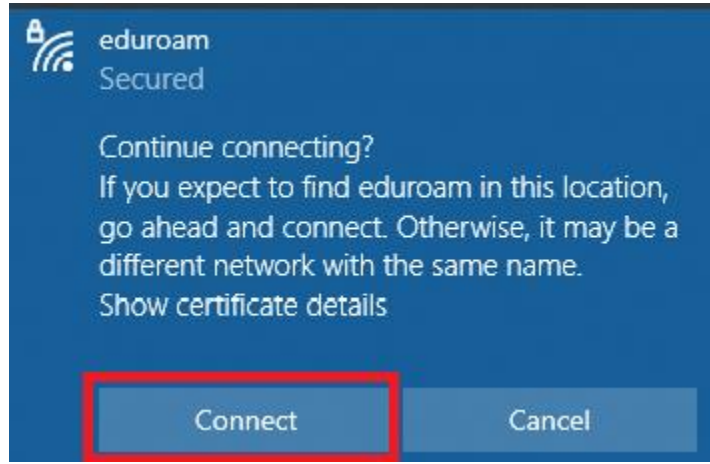 eduroam
Secured
Continue connecting?
If you expect to find eduroam in this location,
go ahead and connect. Otherwise, it may be a
different network with the same name.
Show certificate details
Connect
Cancel